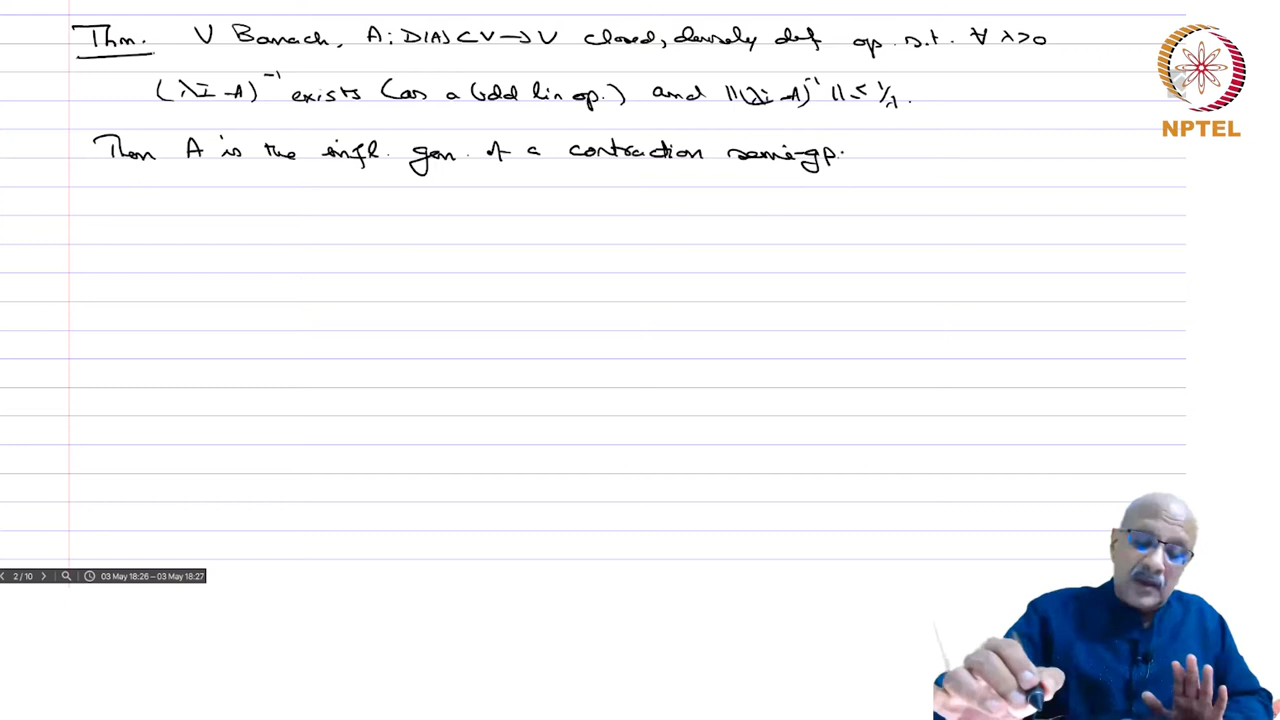 Thm. V Banach, A: D(A) ⊂ V → V closed, densely def op. s.t. ∀ λ>0
(λI-A)⁻¹ exists (as a bdd lin op.) and ||(λI-A)⁻¹|| ≤ 1/λ.
Then A is the infl. gen. of a contraction semi-gp.
NPTEL
2 / 10 03 May 18:26 – 03 May 18:27